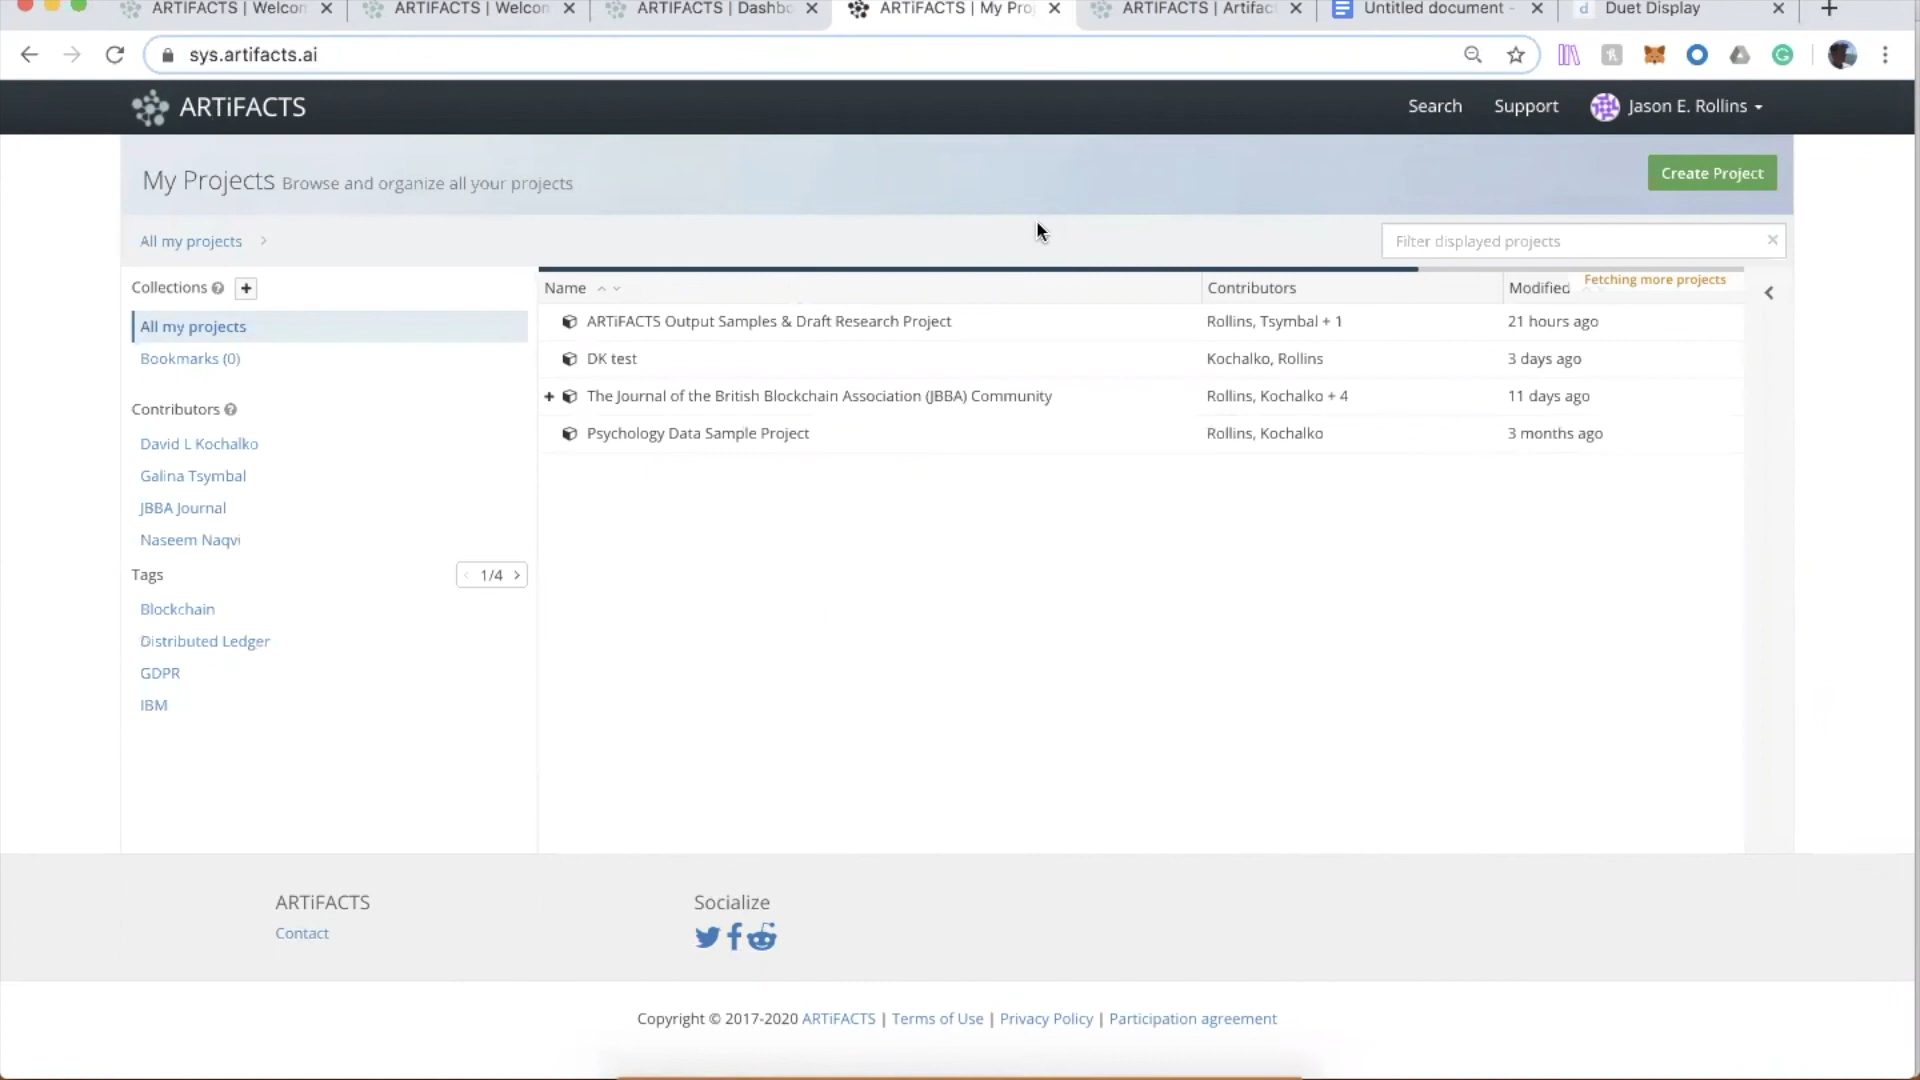 ARTiFACTS | Welcon
ARTiFACTS | Welcon
ARTiFACTS | Dashbo
ARTiFACTS | My Pro
ARTiFACTS | Artifac
Untitled document -
Duet Display
sys.artifacts.ai
ARTiFACTS
Search
Support
Jason E. Rollins
My Projects Browse and organize all your projects
Create Project
All my projects
Filter displayed projects
Collections
Name
Contributors
Modified
Fetching more projects
All my projects
Bookmarks (0)
ARTiFACTS Output Samples & Draft Research Project
Rollins, Tsymbal + 1
21 hours ago
DK test
Kochalko, Rollins
3 days ago
The Journal of the British Blockchain Association (JBBA) Community
Rollins, Kochalko + 4
11 days ago
Psychology Data Sample Project
Rollins, Kochalko
3 months ago
Contributors
David L Kochalko
Galina Tsymbal
JBBA Journal
Naseem Naqvi
Tags
1/4
Blockchain
Distributed Ledger
GDPR
IBM
ARTiFACTS
Contact
Socialize
Copyright © 2017-2020 ARTiFACTS | Terms of Use | Privacy Policy | Participation agreement